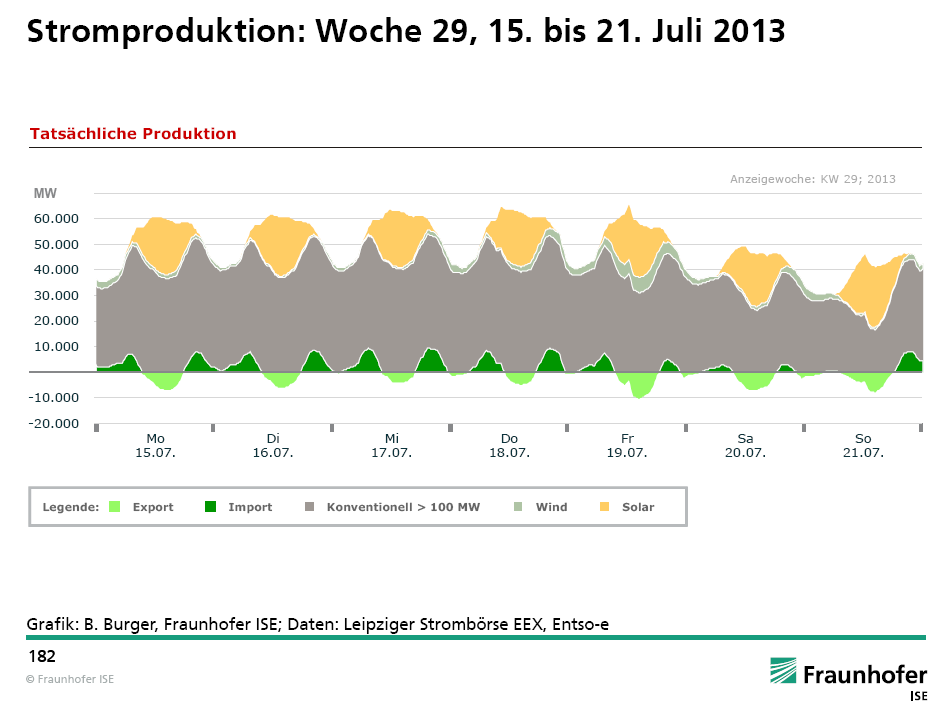 Stromproduktion: Woche 29, 15. bis 21. Juli 2013
Tatsächliche Produktion
Anzeigewoche: KW 29; 2013
MW
60.000
50.000
40.000
30.000
20.000
10.000
-10.000
-20.000
Mo Di Mi Do Fr Sa So
15.07. 16.07. 17.07. 18.07. 19.07. 20.07. 21.07.
Legende: Export Import Konventionell > 100 MW Wind Solar
Grafik: B. Burger, Fraunhofer ISE; Daten: Leipziger Strombörse EEX, Entso-e
182
© Fraunhofer ISE
Fraunhofer
ISE